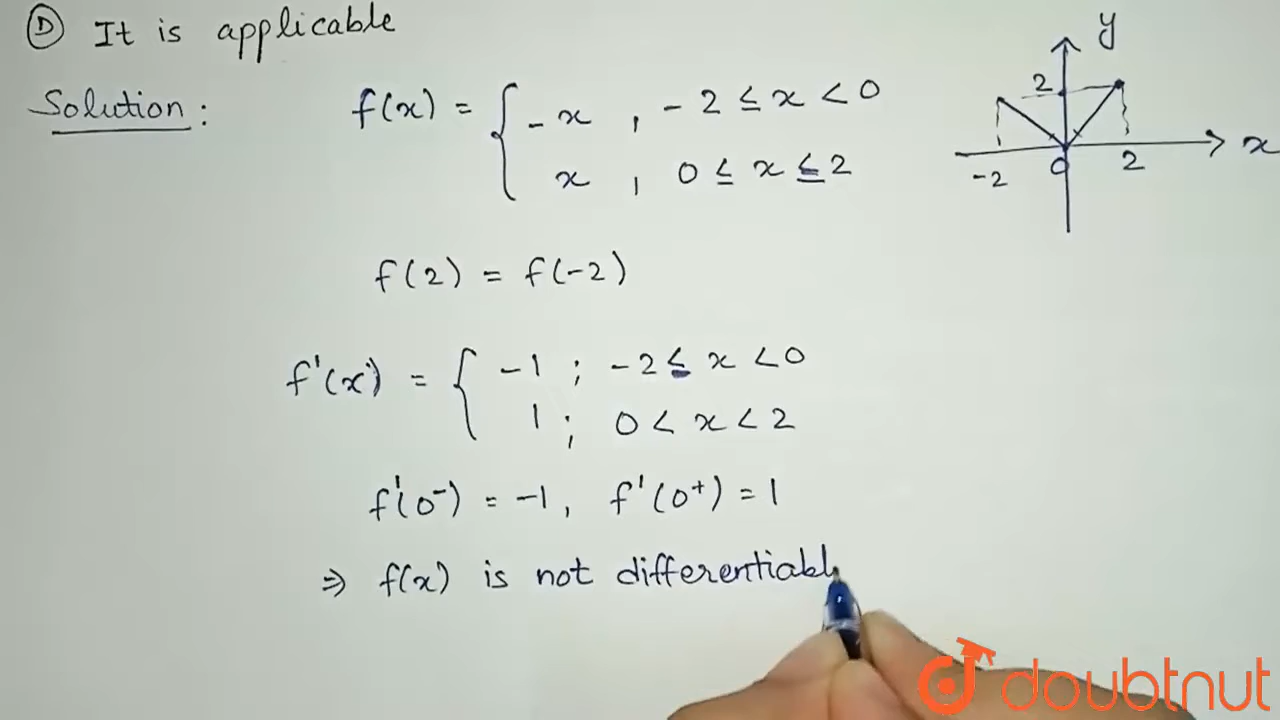 Ⓓ It is applicable
Solution :
f(x) = { -x , -2 ≤ x < 0
x , 0 ≤ x ≤ 2
y
2
-2 0 2 x
f(2) = f(-2)
f'(x) = { -1 ; -2 ≤ x < 0
1 ; 0 < x < 2
f'(0⁻) = -1 , f'(0⁺) = 1
⇒ f(x) is not differentiabl
doubtnut